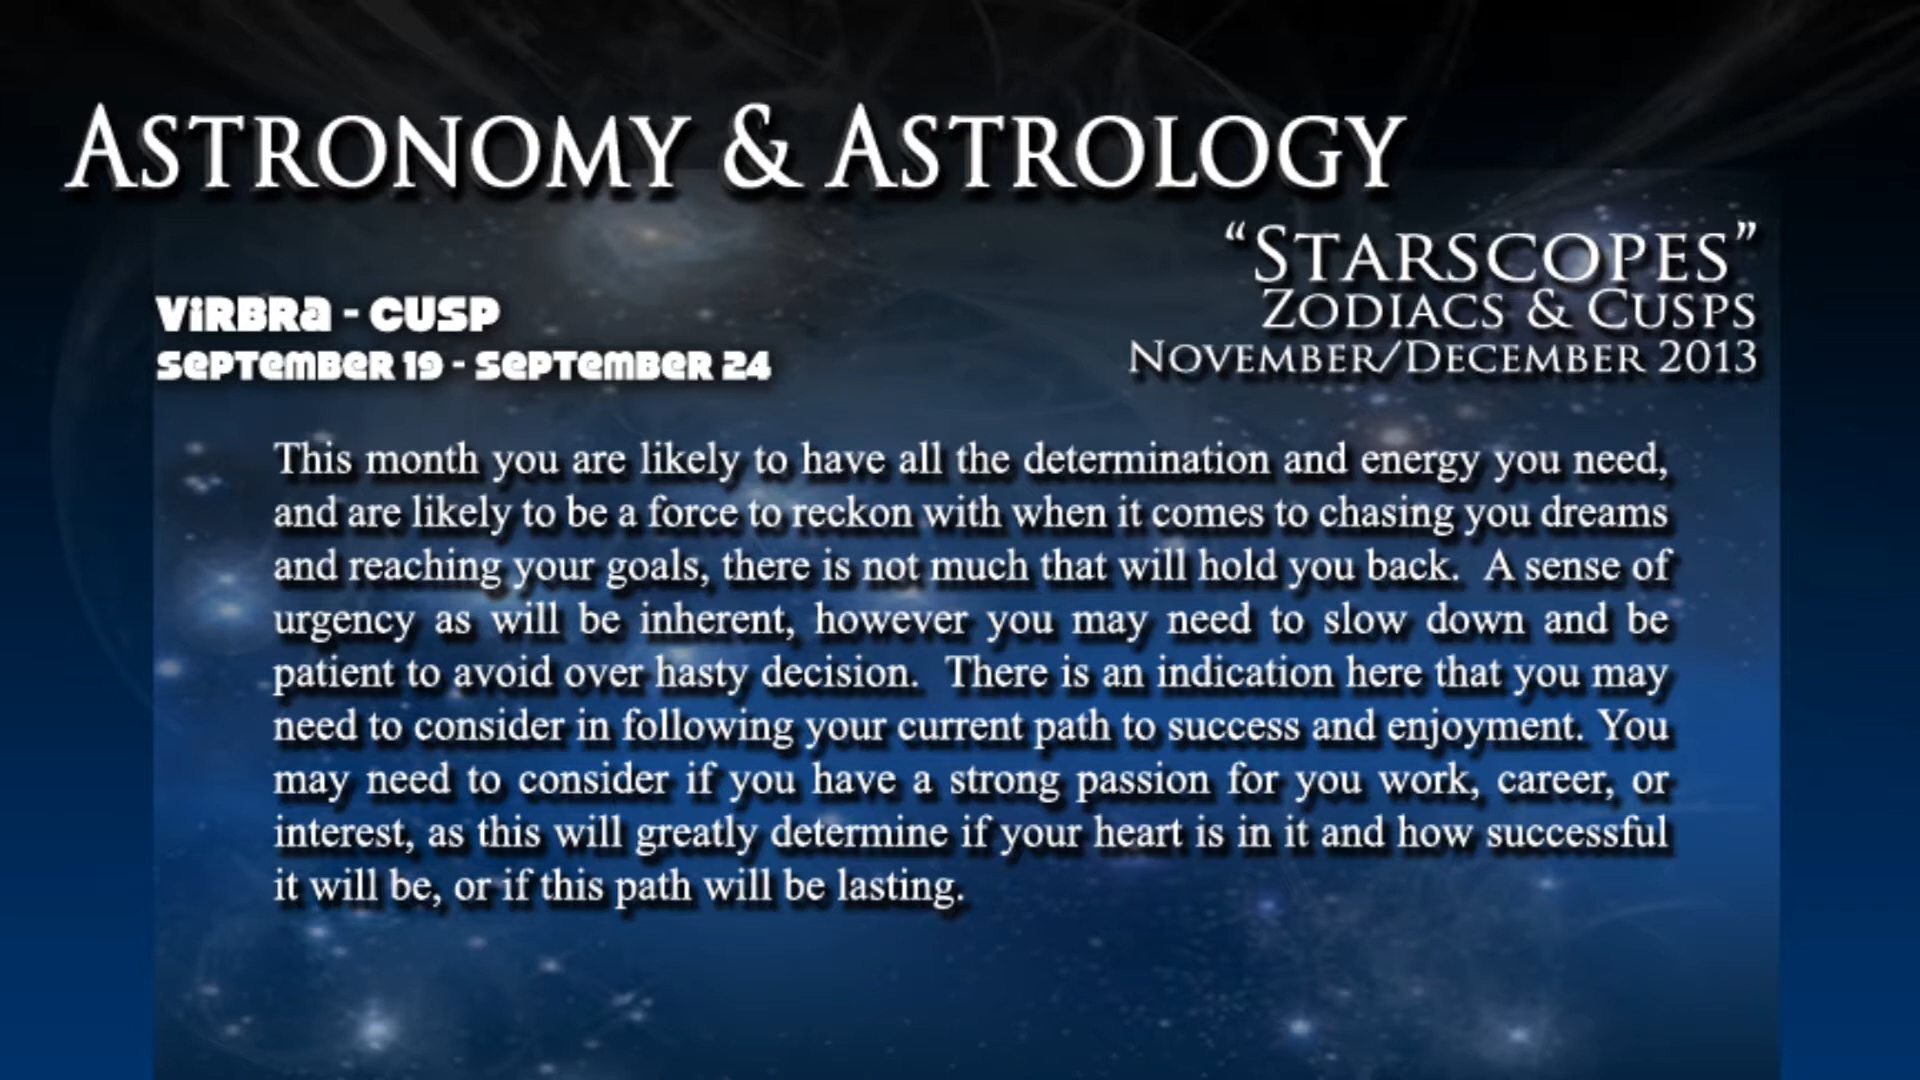 ASTRONOMY & ASTROLOGY
“STARSCOPES”
ZODIACS & CUSPS
NOVEMBER/DECEMBER 2013
VIRBRA - CUSP
SEPTEMBER 19 - SEPTEMBER 24
This month you are likely to have all the determination and energy you need,
and are likely to be a force to reckon with when it comes to chasing you dreams
and reaching your goals, there is not much that will hold you back. A sense of
urgency as will be inherent, however you may need to slow down and be
patient to avoid over hasty decision. There is an indication here that you may
need to consider in following your current path to success and enjoyment. You
may need to consider if you have a strong passion for you work, career, or
interest, as this will greatly determine if your heart is in it and how successful
it will be, or if this path will be lasting.